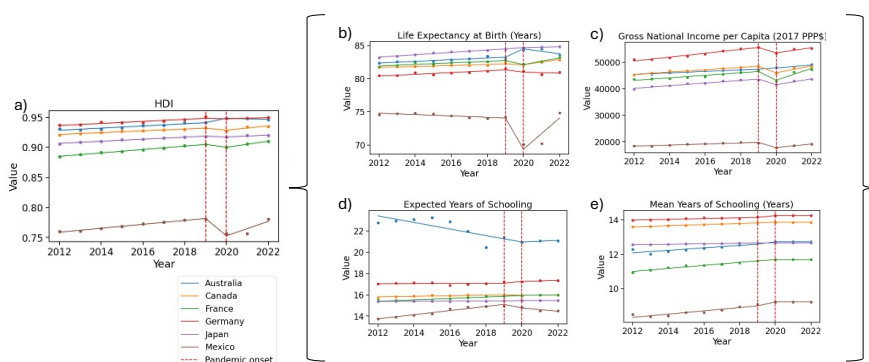 a)
HDI
Value
0.95
0.90
0.85
0.80
0.75
2012 2014 2016 2018 2020 2022
Year
Australia
Canada
France
Germany
Japan
Mexico
Pandemic onset
b)
Life Expectancy at Birth (Years)
Value
85
80
75
70
2012 2014 2016 2018 2020 2022
Year
c)
Gross National Income per Capita (2017 PPP$)
Value
50000
40000
30000
20000
2012 2014 2016 2018 2020 2022
Year
d)
Expected Years of Schooling
Value
22
20
18
16
14
2012 2014 2016 2018 2020 2022
Year
e)
Mean Years of Schooling (Years)
Value
14
12
10
2012 2014 2016 2018 2020 2022
Year